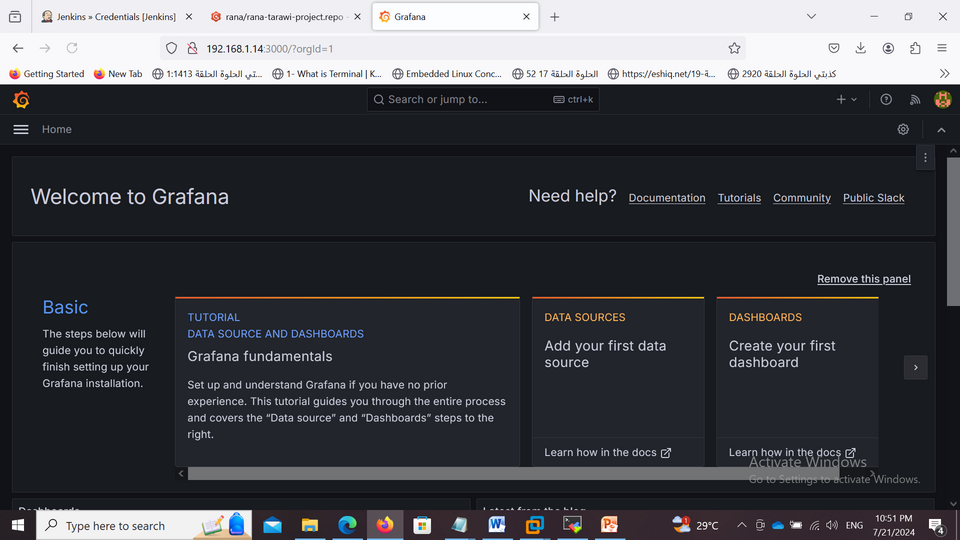 Jenkins » Credentials [Jenkins]
rana/rana-tarawi-project.repo
Grafana
192.168.1.14:3000/?orgId=1
Getting Started
New Tab
1:1413 تي الحلوة الحلقة...
1- What is Terminal | K...
Embedded Linux Conc...
52 17 الحلوة الحلقة
https://eshiq.net/19-ة...
2920 كذبتي الحلوة الحلقة
Search or jump to...
ctrl+k
Home
Welcome to Grafana
Need help?
Documentation
Tutorials
Community
Public Slack
Remove this panel
Basic
The steps below will
guide you to quickly
finish setting up your
Grafana installation.
TUTORIAL
DATA SOURCE AND DASHBOARDS
Grafana fundamentals
Set up and understand Grafana if you have no prior
experience. This tutorial guides you through the entire process
and covers the “Data source” and “Dashboards” steps to the
right.
DATA SOURCES
Add your first data
source
Learn how in the docs
DASHBOARDS
Create your first
dashboard
Learn how in the docs
Activate Windows
Go to Settings to activate Windows.
Dashboards
Latest from the blog
Type here to search
29°C
ENG
10:51 PM
7/21/2024
4